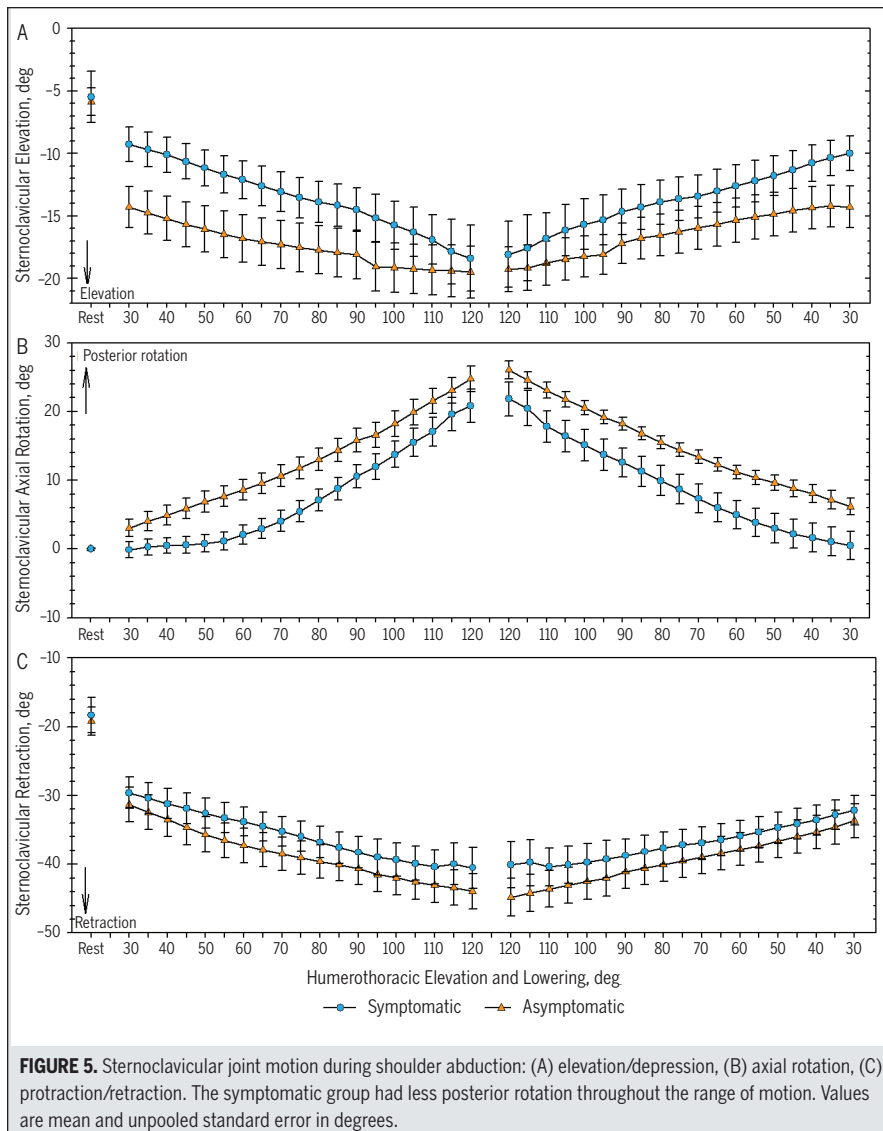 A
Sternoclavicular Elevation, deg
0
−5
−10
−15
−20
Elevation
Rest 30 40 50 60 70 80 90 100 110 120 120 110 100 90 80 70 60 50 40 30
B
Sternoclavicular Axial Rotation, deg
Posterior rotation
30
20
10
0
−10
Rest 30 40 50 60 70 80 90 100 110 120 120 110 100 90 80 70 60 50 40 30
C
Sternoclavicular Retraction, deg
−10
−20
−30
−40
−50
Retraction
Rest 30 40 50 60 70 80 90 100 110 120 120 110 100 90 80 70 60 50 40 30
Humerothoracic Elevation and Lowering, deg
Symptomatic Asymptomatic
FIGURE 5. Sternoclavicular joint motion during shoulder abduction: (A) elevation/depression, (B) axial rotation, (C)
protraction/retraction. The symptomatic group had less posterior rotation throughout the range of motion. Values
are mean and unpooled standard error in degrees.